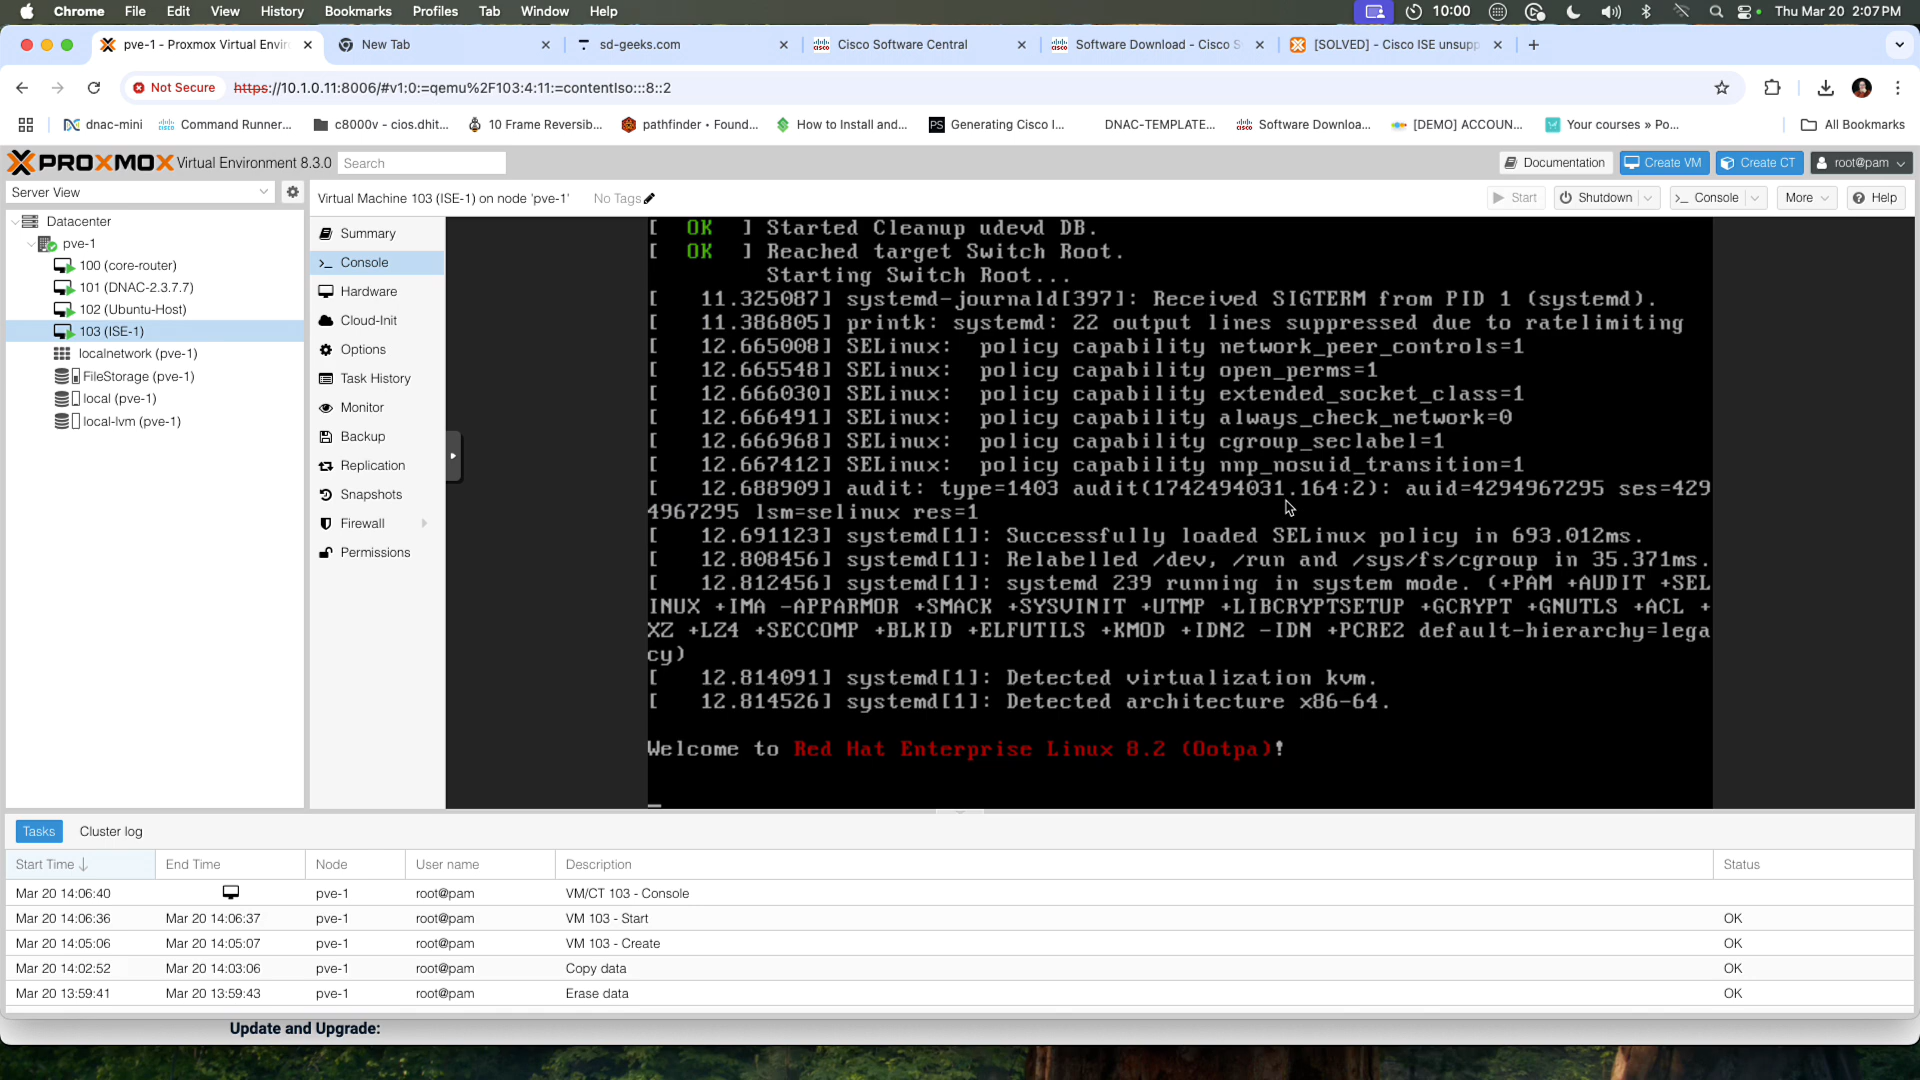 Chrome File Edit View History Bookmarks Profiles Tab Window Help 10:00 Thu Mar 20 2:07 PM
pve-1 - Proxmox Virtual Envir New Tab sd-geeks.com Cisco Software Central Software Download - Cisco S [SOLVED] - Cisco ISE unsupp
Not Secure https://10.1.0.11:8006/#v1:0:=qemu%2F103:4:11:=contentIso:::8::2
dnac-mini Command Runner... c8000v - cios.dhit... 10 Frame Reversib... pathfinder • Found... How to Install and... PS Generating Cisco I... DNAC-TEMPLATE... Software Downloa... [DEMO] ACCOUN... Your courses » Po... All Bookmarks
PROXMOX Virtual Environment 8.3.0 Search Documentation Create VM Create CT root@pam
Server View
Virtual Machine 103 (ISE-1) on node 'pve-1' No Tags Start Shutdown Console More Help
Datacenter
pve-1
100 (core-router)
101 (DNAC-2.3.7.7)
102 (Ubuntu-Host)
103 (ISE-1)
localnetwork (pve-1)
FileStorage (pve-1)
local (pve-1)
local-lvm (pve-1)
Summary
Console
Hardware
Cloud-Init
Options
Task History
Monitor
Backup
Replication
Snapshots
Firewall
Permissions
[ OK ] Started Cleanup udevd DB.
[ OK ] Reached target Switch Root.
Starting Switch Root...
[ 11.325087] systemd-journald[397]: Received SIGTERM from PID 1 (systemd).
[ 11.386805] printk: systemd: 22 output lines suppressed due to ratelimiting
[ 12.665008] SELinux: policy capability network_peer_controls=1
[ 12.665548] SELinux: policy capability open_perms=1
[ 12.666030] SELinux: policy capability extended_socket_class=1
[ 12.666491] SELinux: policy capability always_check_network=0
[ 12.666968] SELinux: policy capability cgroup_seclabel=1
[ 12.667412] SELinux: policy capability nnp_nosuid_transition=1
[ 12.688909] audit: type=1403 audit(1742494031.164:2): auid=4294967295 ses=429
4967295 lsm=selinux res=1
[ 12.691123] systemd[1]: Successfully loaded SELinux policy in 693.012ms.
[ 12.808456] systemd[1]: Relabelled /dev, /run and /sys/fs/cgroup in 35.371ms.
[ 12.812456] systemd[1]: systemd 239 running in system mode. (+PAM +AUDIT +SEL
INUX +IMA -APPARMOR +SMACK +SYSVINIT +UTMP +LIBCRYPTSETUP +GCRYPT +GNUTLS +ACL +
XZ +LZ4 +SECCOMP +BLKID +ELFUTILS +KMOD +IDN2 -IDN +PCRE2 default-hierarchy=lega
cy)
[ 12.814091] systemd[1]: Detected virtualization kvm.
[ 12.814526] systemd[1]: Detected architecture x86-64.
Welcome to Red Hat Enterprise Linux 8.2 (Ootpa)!
Tasks Cluster log
Start Time End Time Node User name Description Status
Mar 20 14:06:40 pve-1 root@pam VM/CT 103 - Console
Mar 20 14:06:36 Mar 20 14:06:37 pve-1 root@pam VM 103 - Start OK
Mar 20 14:05:06 Mar 20 14:05:07 pve-1 root@pam VM 103 - Create OK
Mar 20 14:02:52 Mar 20 14:03:06 pve-1 root@pam Copy data OK
Mar 20 13:59:41 Mar 20 13:59:43 pve-1 root@pam Erase data OK
Update and Upgrade: